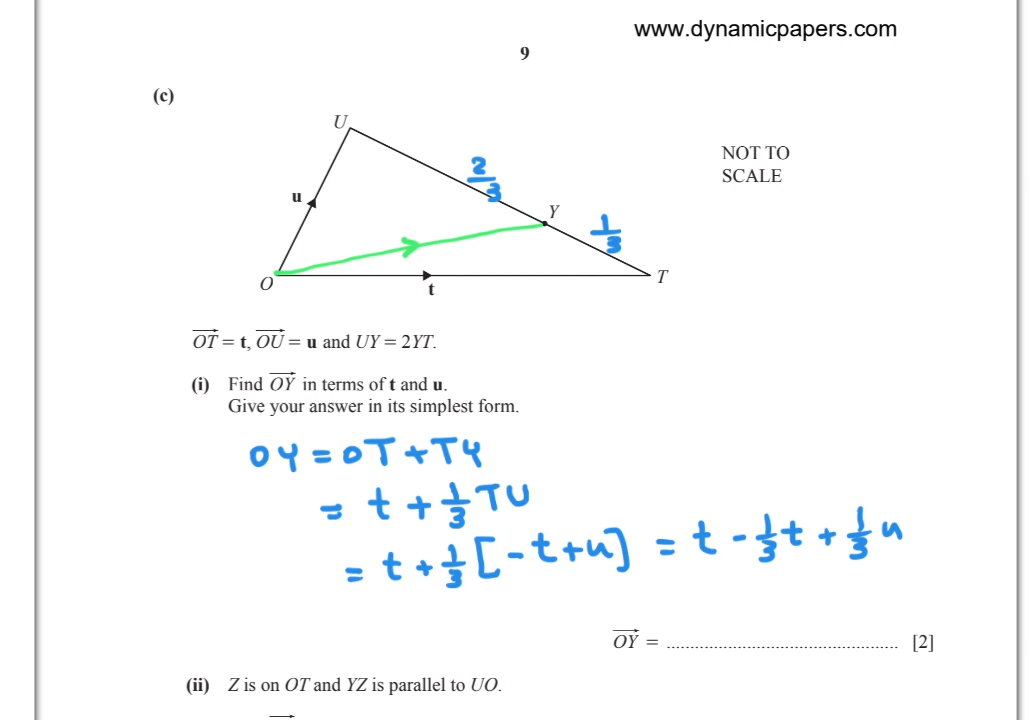 www.dynamicpapers.com
9
(c)
U
NOT TO
SCALE
2/3
u
Y
1/3
O
T
t
OT = t, OU = u and UY = 2YT.
(i) Find OY in terms of t and u.
Give your answer in its simplest form.
OY = OT + TY
= t + 1/3 TU
= t + 1/3 [-t+u] = t - 1/3 t + 1/3 u
OY = ................................................ [2]
(ii) Z is on OT and YZ is parallel to UO.